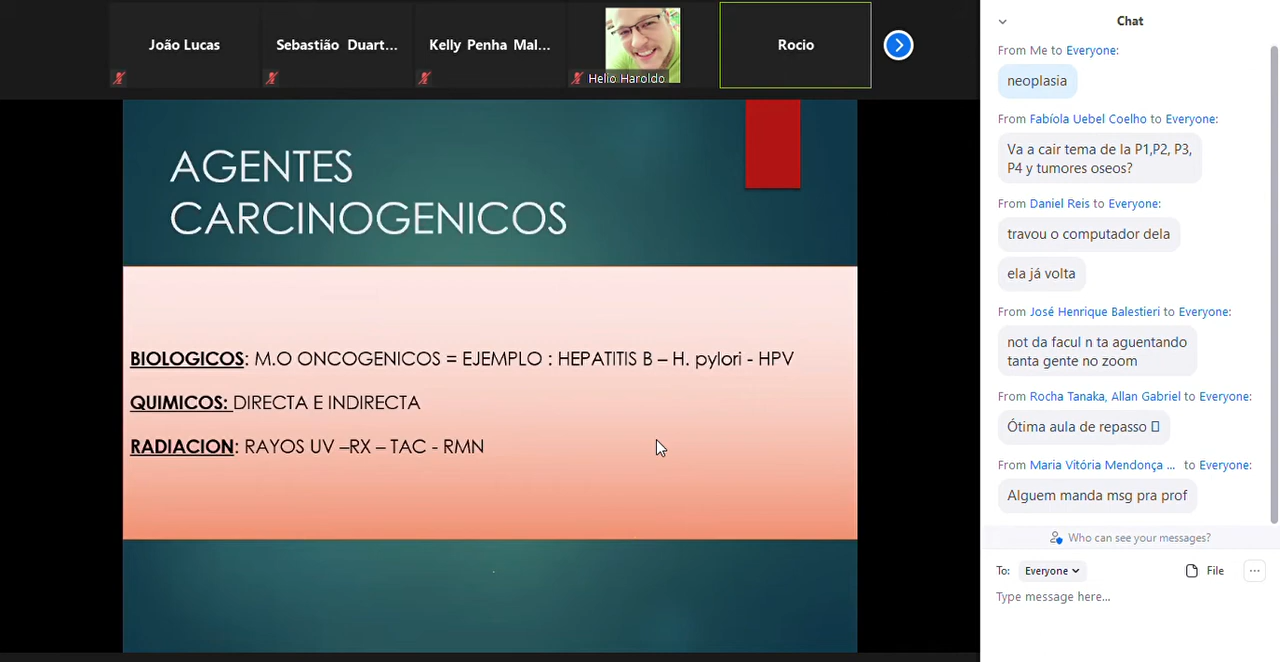 João Lucas
Sebastião Duart...
Kelly Penha Mal...
Helio Haroldo
Rocio
AGENTES
CARCINOGENICOS
BIOLOGICOS: M.O ONCOGENICOS = EJEMPLO : HEPATITIS B – H. pylori - HPV
QUIMICOS: DIRECTA E INDIRECTA
RADIACION: RAYOS UV –RX – TAC - RMN
Chat
From Me to Everyone:
neoplasia
From Fabíola Uebel Coelho to Everyone:
Va a cair tema de la P1,P2, P3,
P4 y tumores oseos?
From Daniel Reis to Everyone:
travou o computador dela
ela já volta
From José Henrique Balestieri to Everyone:
not da facul n ta aguentando
tanta gente no zoom
From Rocha Tanaka, Allan Gabriel to Everyone:
Ótima aula de repasso
From Maria Vitória Mendonça ... to Everyone:
Alguem manda msg pra prof
Who can see your messages?
To: Everyone File ...
Type message here...